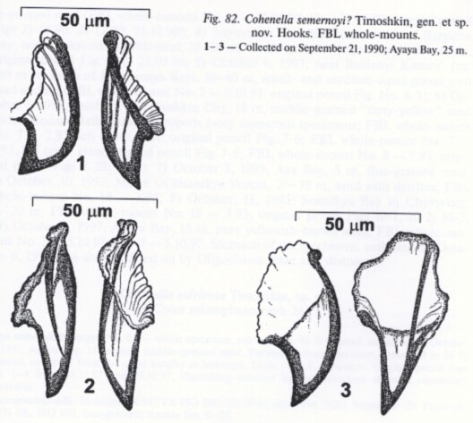 50 µm
Fig. 82. Cohenella semernoyi? Timoshkin, gen. et sp.
nov. Hooks. FBL whole-mounts.
1–3 — Collected on September 21, 1990; Ayaya Bay, 25 m.
1
50 µm
50 µm
2
3